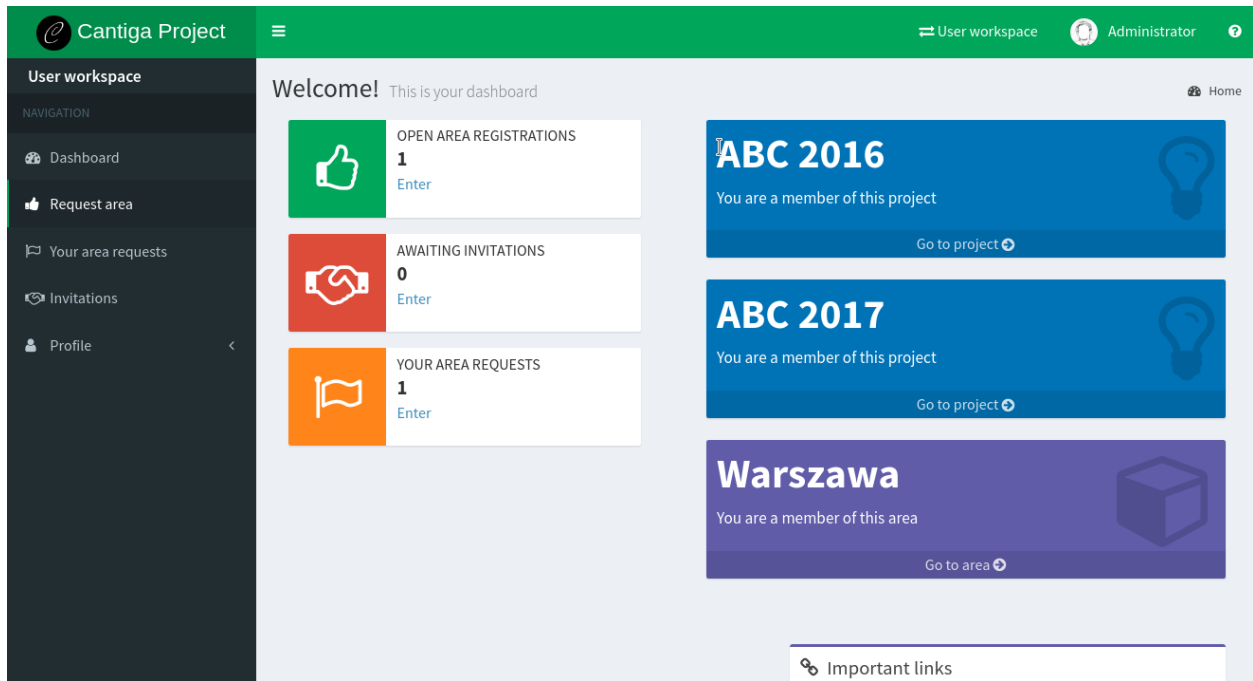 Cantiga Project
User workspace
Administrator
User workspace
NAVIGATION
Dashboard
Request area
Your area requests
Invitations
Profile
Welcome! This is your dashboard
Home
OPEN AREA REGISTRATIONS
1
Enter
AWAITING INVITATIONS
0
Enter
YOUR AREA REQUESTS
1
Enter
ABC 2016
You are a member of this project
Go to project
ABC 2017
You are a member of this project
Go to project
Warszawa
You are a member of this area
Go to area
Important links